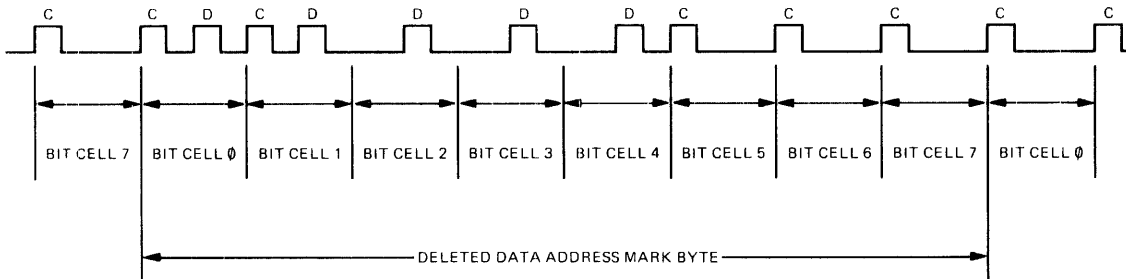 C C D C D D D D C C C C C
BIT CELL 7 BIT CELL Ø BIT CELL 1 BIT CELL 2 BIT CELL 3 BIT CELL 4 BIT CELL 5 BIT CELL 6 BIT CELL 7 BIT CELL Ø
DELETED DATA ADDRESS MARK BYTE